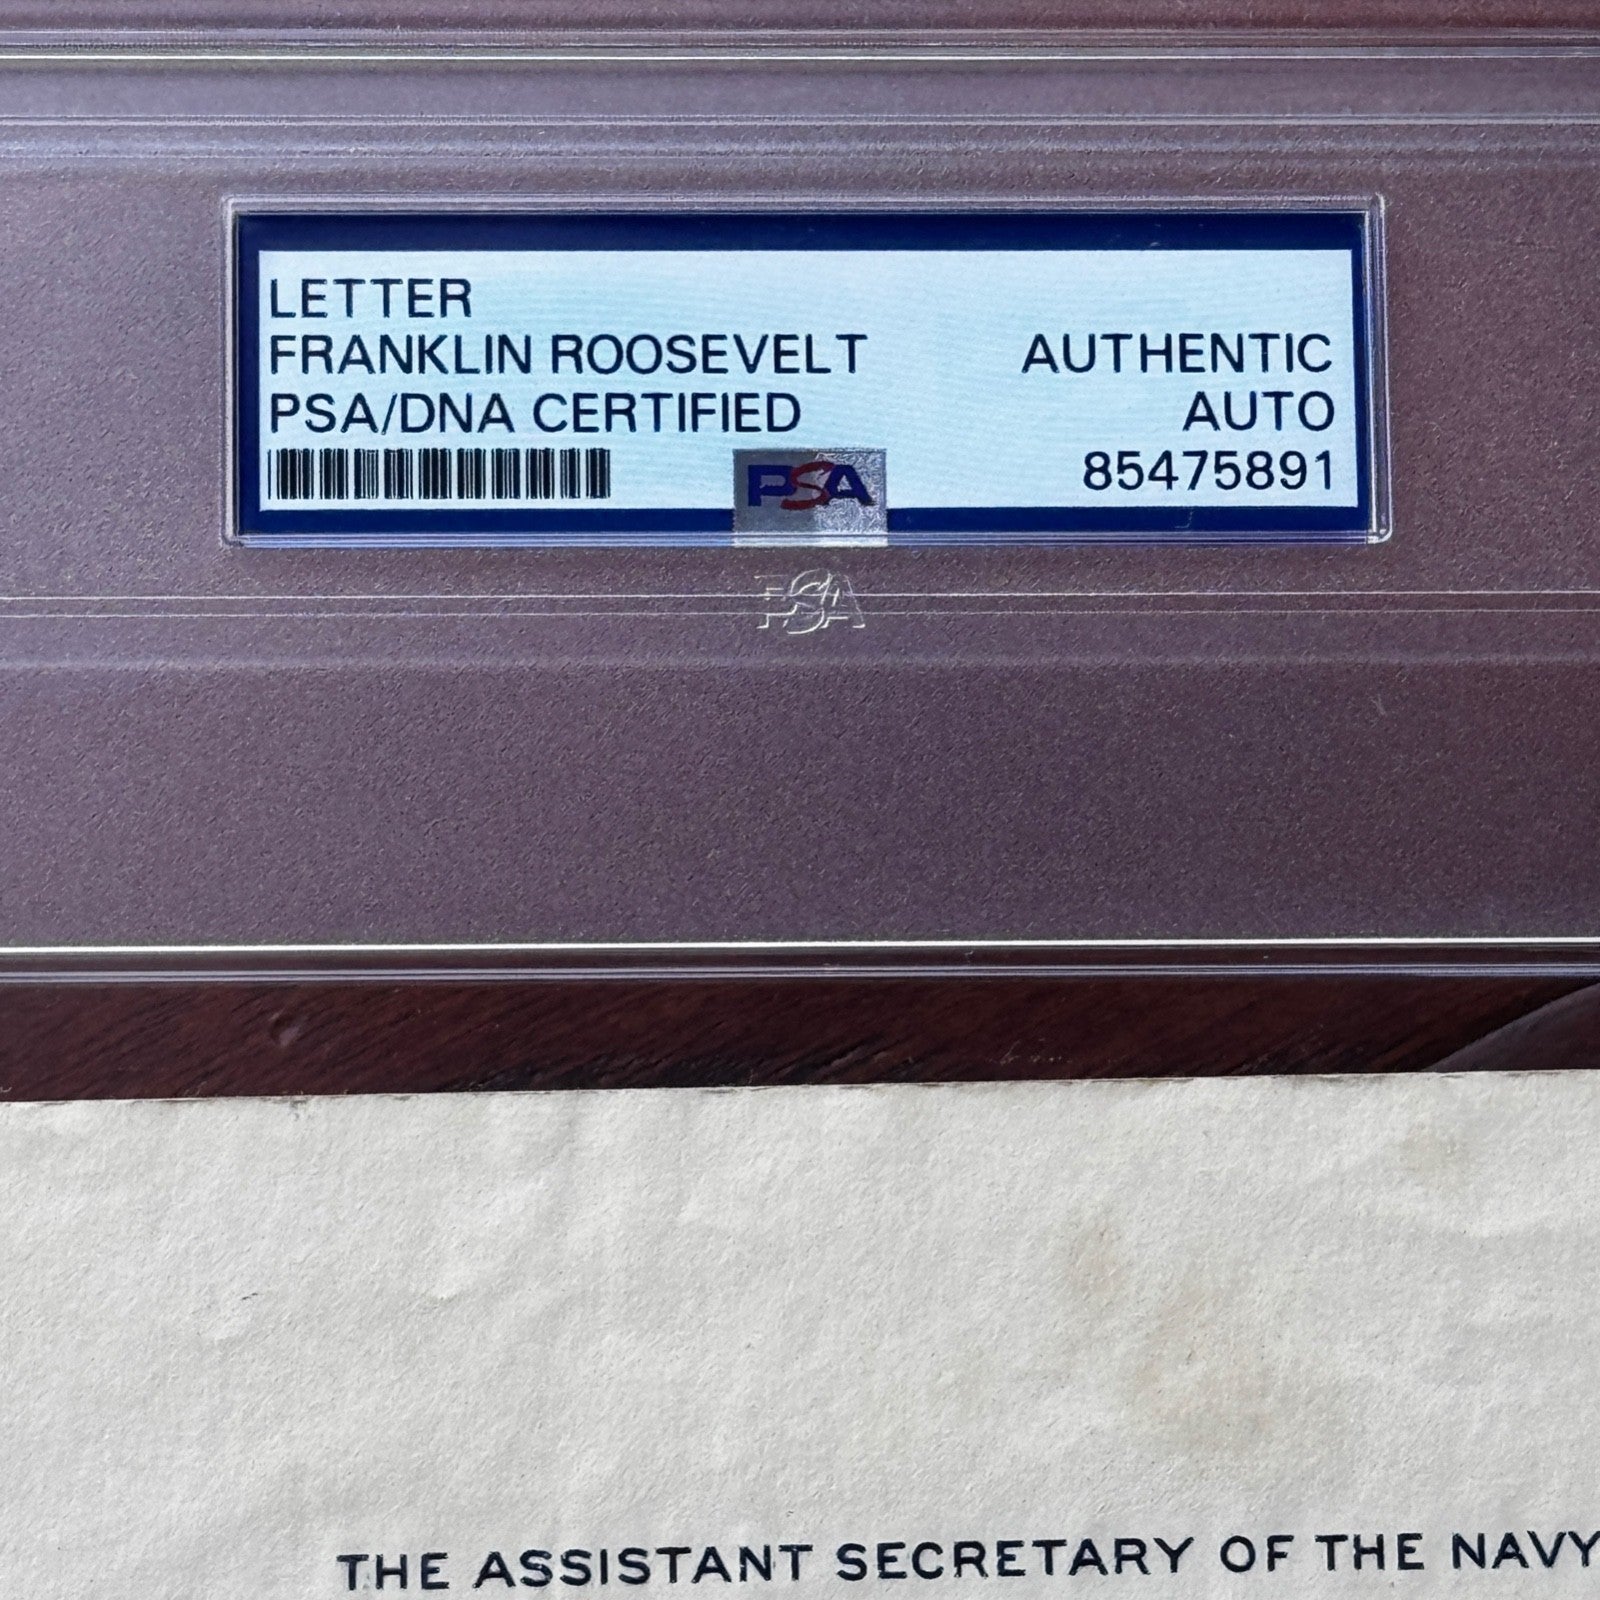 LETTER
FRANKLIN ROOSEVELT AUTHENTIC
PSA/DNA CERTIFIED AUTO
PSA 85475891
PSA
THE ASSISTANT SECRETARY OF THE NAVY